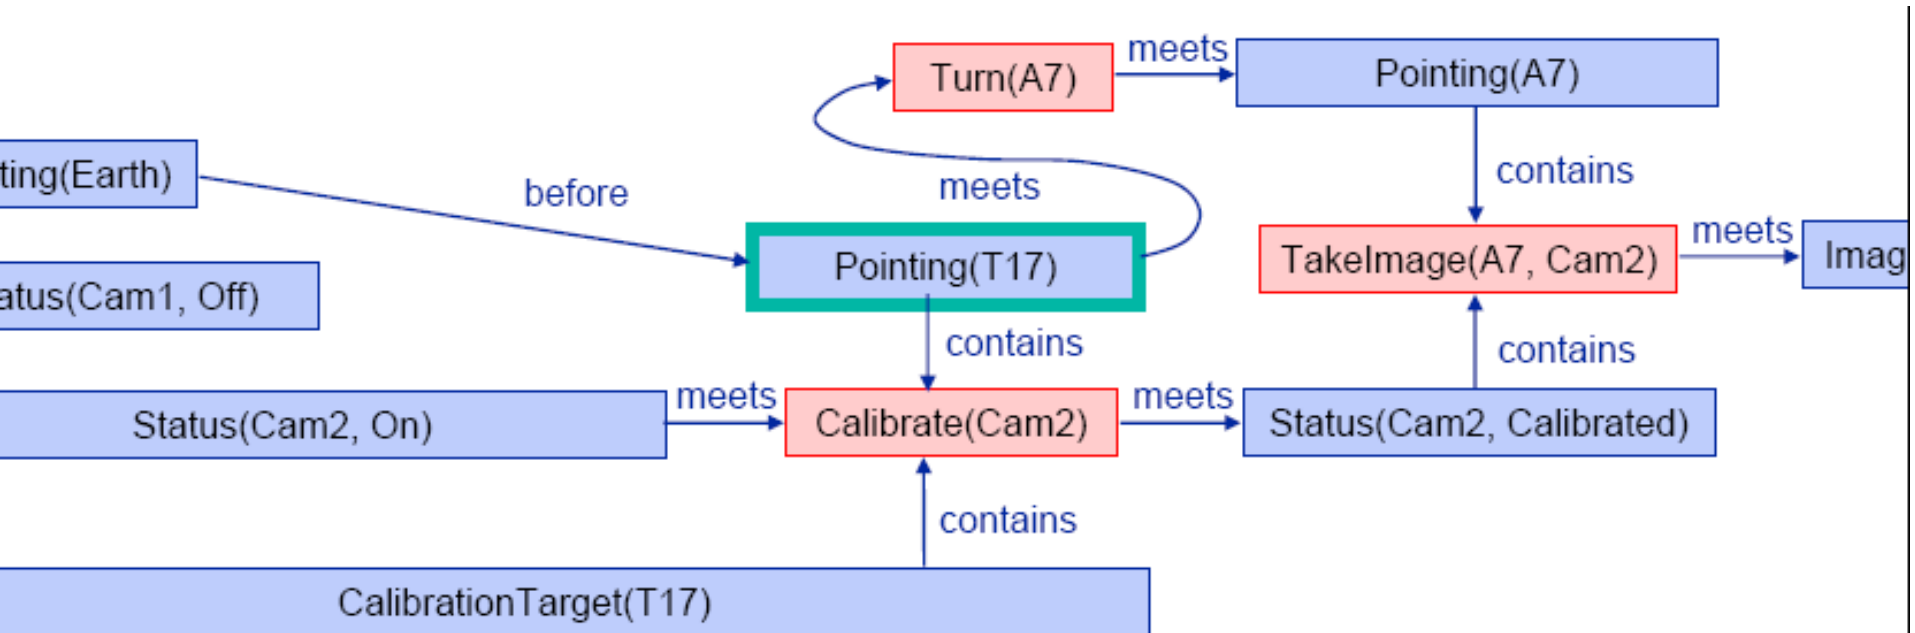 meets
Turn(A7)
Pointing(A7)
ting(Earth)
before
meets
contains
Pointing(T17)
TakeImage(A7, Cam2)
meets
Imag
atus(Cam1, Off)
contains
contains
Status(Cam2, On)
meets
Calibrate(Cam2)
meets
Status(Cam2, Calibrated)
contains
CalibrationTarget(T17)